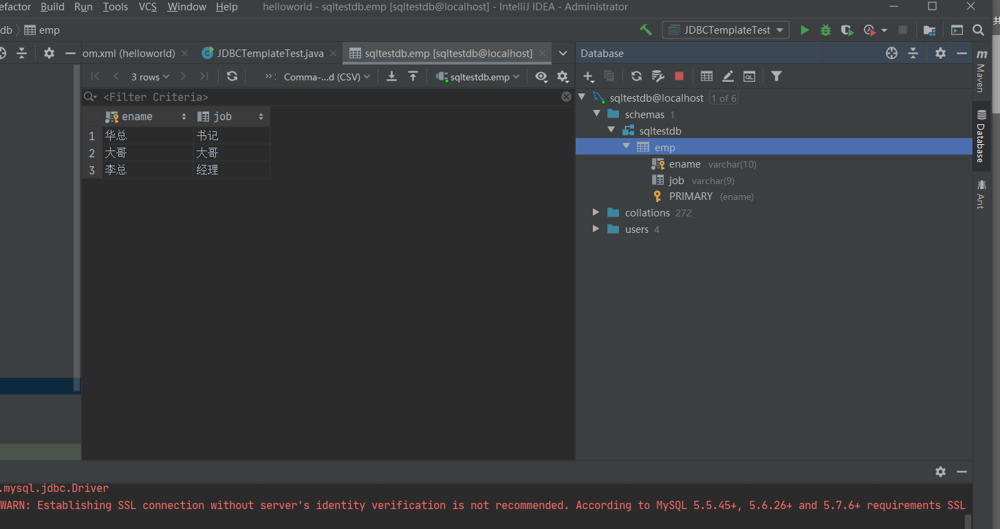 efactor Build Run Tools VCS Window Help helloworld - sqltestdb.emp [sqltestdb@localhost] - IntelliJ IDEA - Administrator
db emp JDBCTemplateTest
om.xml (helloworld) JDBCTemplateTest.java sqltestdb.emp [sqltestdb@localhost] Database
3 rows Comma-...d (CSV) sqltestdb.emp QL
<Filter Criteria>
ename job
1 华总 书记
2 大哥 大哥
3 李总 经理
sqltestdb@localhost 1 of 6
schemas 1
sqltestdb
emp
ename varchar(10)
job varchar(9)
PRIMARY (ename)
collations 272
users 4
m Maven
Database
Ant
.mysql.jdbc.Driver
WARN: Establishing SSL connection without server's identity verification is not recommended. According to MySQL 5.5.45+, 5.6.26+ and 5.7.6+ requirements SSL